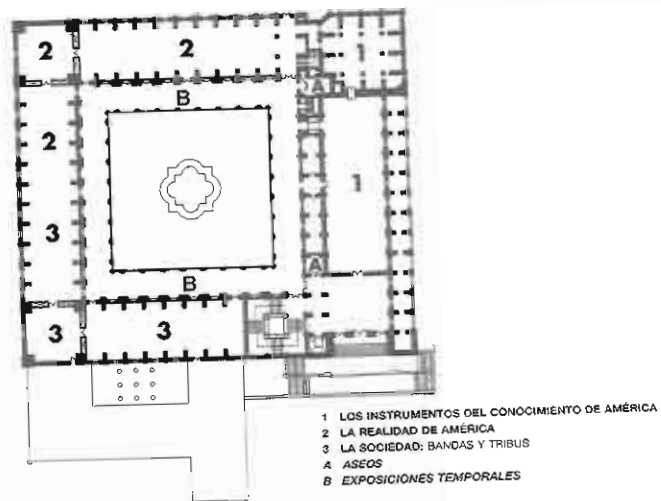 2
2
1
A
B
2
1
3
A
B
3
3
1 LOS INSTRUMENTOS DEL CONOCIMIENTO DE AMÉRICA
2 LA REALIDAD DE AMÉRICA
3 LA SOCIEDAD: BANDAS Y TRIBUS
A ASEOS
B EXPOSICIONES TEMPORALES